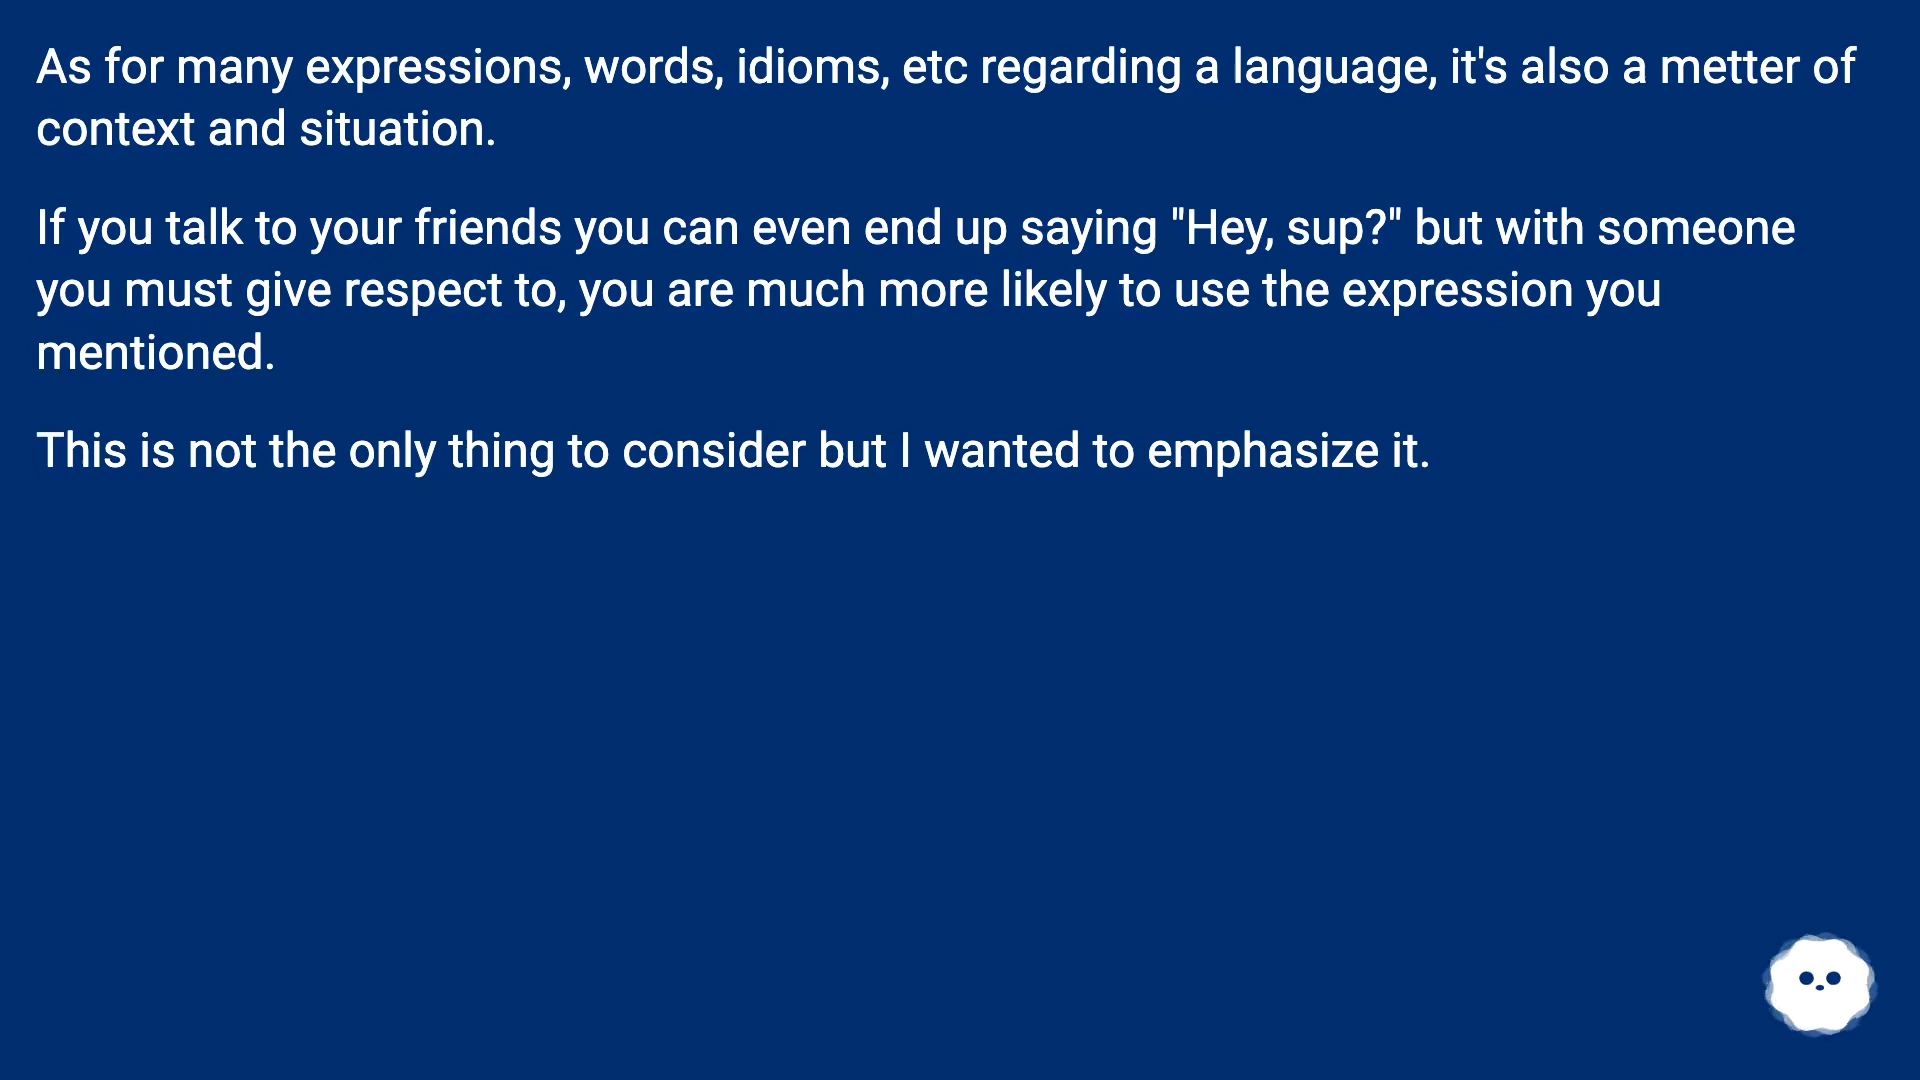 As for many expressions, words, idioms, etc regarding a language, it's also a metter of
context and situation.
If you talk to your friends you can even end up saying "Hey, sup?" but with someone
you must give respect to, you are much more likely to use the expression you
mentioned.
This is not the only thing to consider but I wanted to emphasize it.